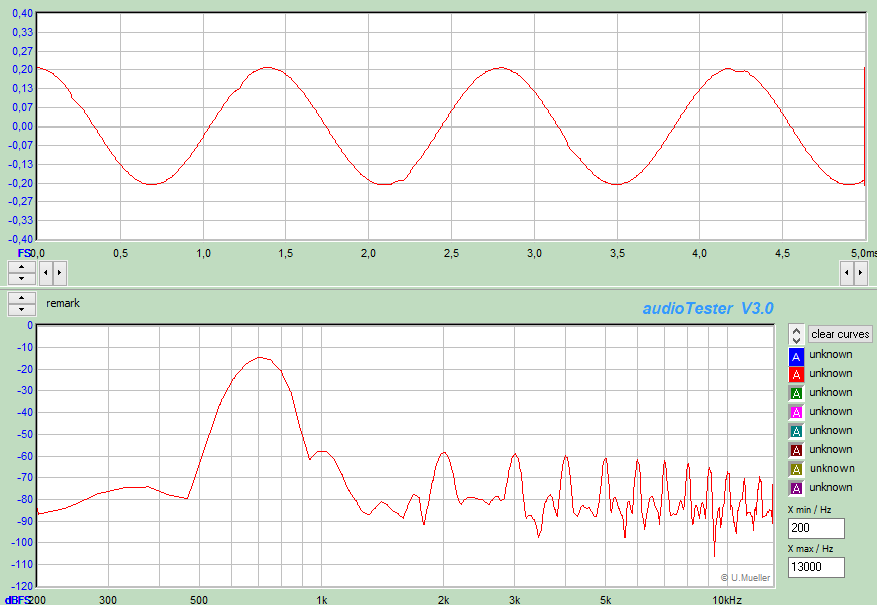 0,40
0,33
0,27
0,20
0,13
0,07
0,00
-0,07
-0,13
-0,20
-0,27
-0,33
-0,40
FS 0,0 0,5 1,0 1,5 2,0 2,5 3,0 3,5 4,0 4,5 5,0ms
remark
audioTester V3.0
0
-10
-20
-30
-40
-50
-60
-70
-80
-90
-100
-110
-120
dBFS 200 300 500 1k 2k 3k 5k 10kHz
© U.Mueller
clear curves
A unknown
A unknown
A unknown
A unknown
A unknown
A unknown
A unknown
A unknown
X min / Hz
200
X max / Hz
13000